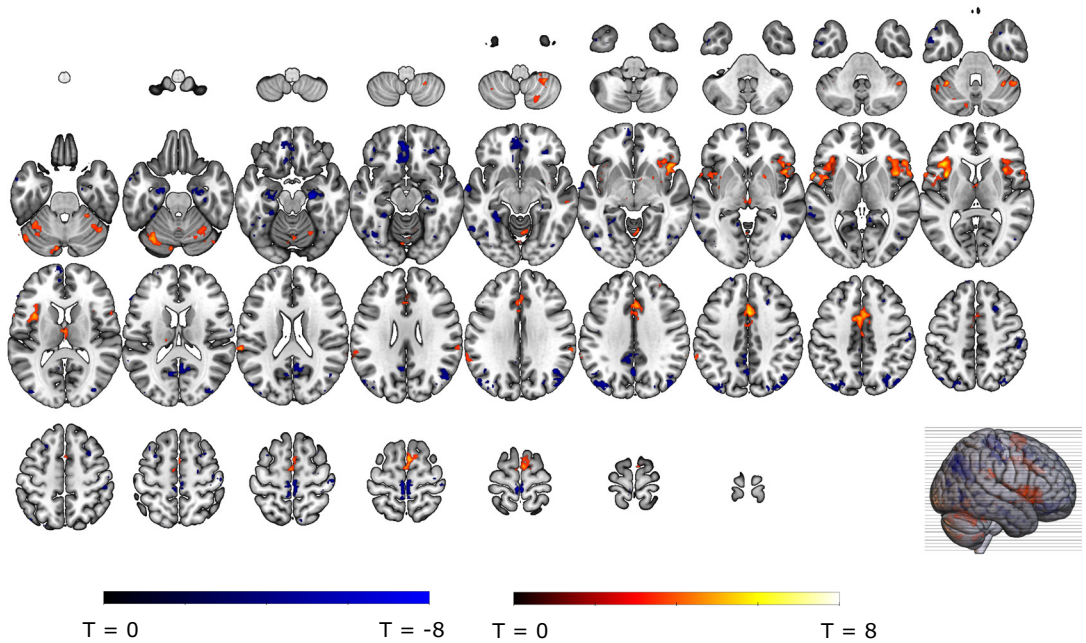 T = 0
T = -8
T = 0
T = 8